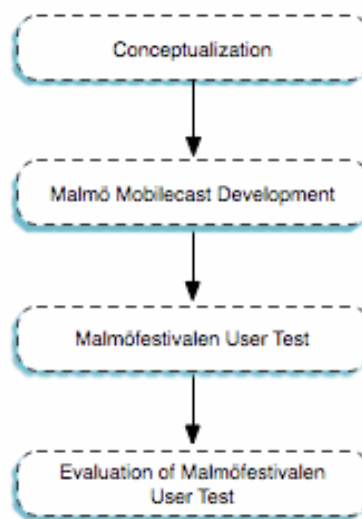 Conceptualization
Malmö Mobilecast Development
Malmöfestivalen User Test
Evaluation of Malmöfestivalen
User Test